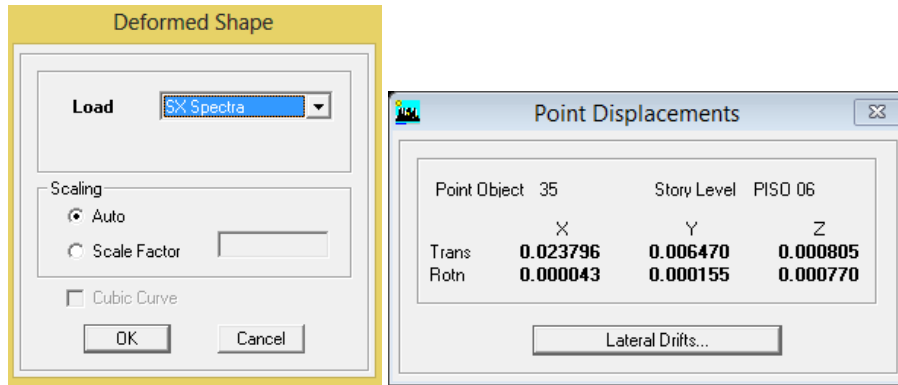 Deformed Shape
Load SX Spectra
Scaling
Auto
Scale Factor
Cubic Curve
OK Cancel
Point Displacements
Point Object 35 Story Level PISO 06
X Y Z
Trans 0.023796 0.006470 0.000805
Rotn 0.000043 0.000155 0.000770
Lateral Drifts...